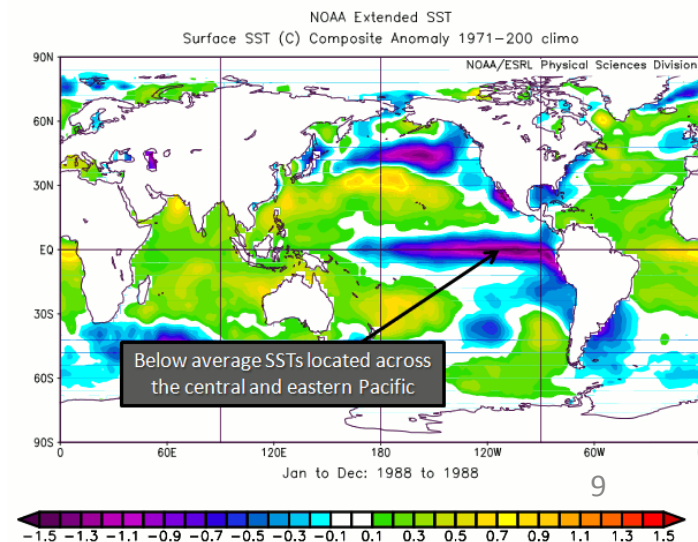 NOAA Extended SST
Surface SST (C) Composite Anomaly 1971-200 climo
NOAA/ESRL Physical Sciences Division
90N
60N
30N
EQ
30S
60S
90S
Below average SSTs located across
the central and eastern Pacific
0 60E 120E 180 120W 60W
Jan to Dec: 1988 to 1988
9
-1.5 -1.3 -1.1 -0.9 -0.7 -0.5 -0.3 -0.1 0.1 0.3 0.5 0.7 0.9 1.1 1.3 1.5